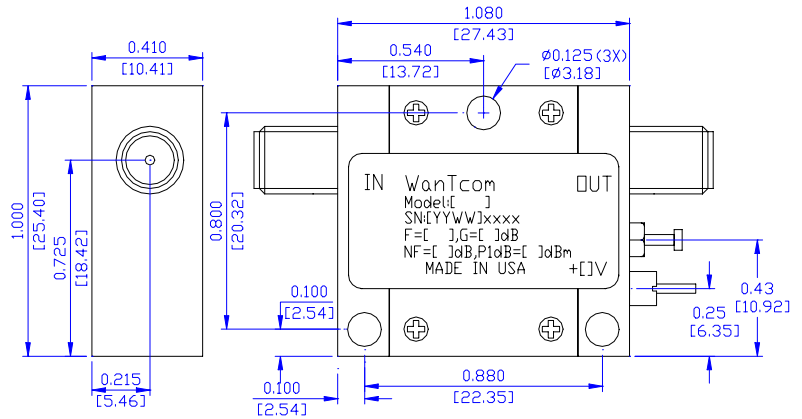 1.080
[27.43]
0.410
[10.41]
0.540
[13.72]
Ø0.125(3X)
[Ø3.18]
IN
OUT
WanTcom
Model:[ ]
SN:[YYWW]xxxx
F=[ ],G=[ ]dB
NF=[ ]dB,P1dB=[ ]dBm
MADE IN USA
+[]V
1.000
[25.40]
0.725
[18.42]
0.800
[20.32]
0.100
[2.54]
0.43
[10.92]
0.25
[6.35]
0.215
[5.46]
0.100
[2.54]
0.880
[22.35]